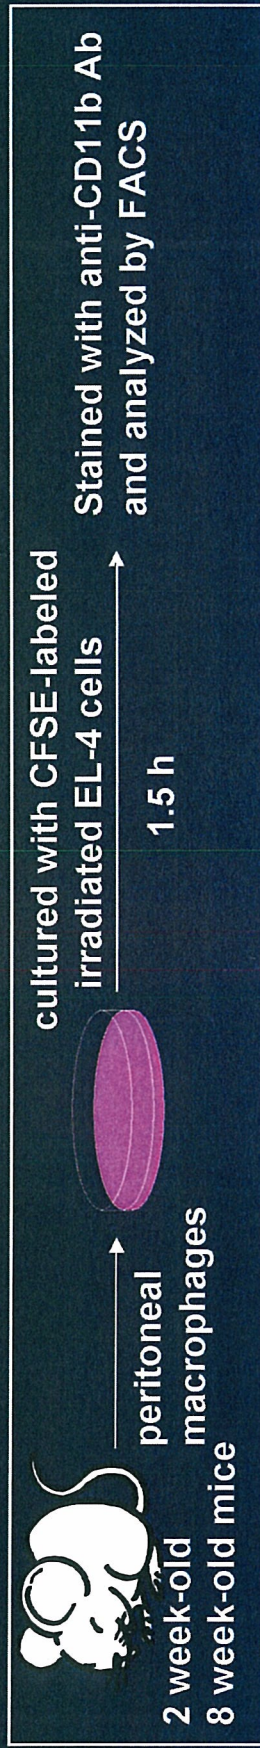 2 week-old
8 week-old mice
peritoneal
macrophages
cultured with CFSE-labeled
irradiated EL-4 cells
1.5 h
Stained with anti-CD11b Ab
and analyzed by FACS